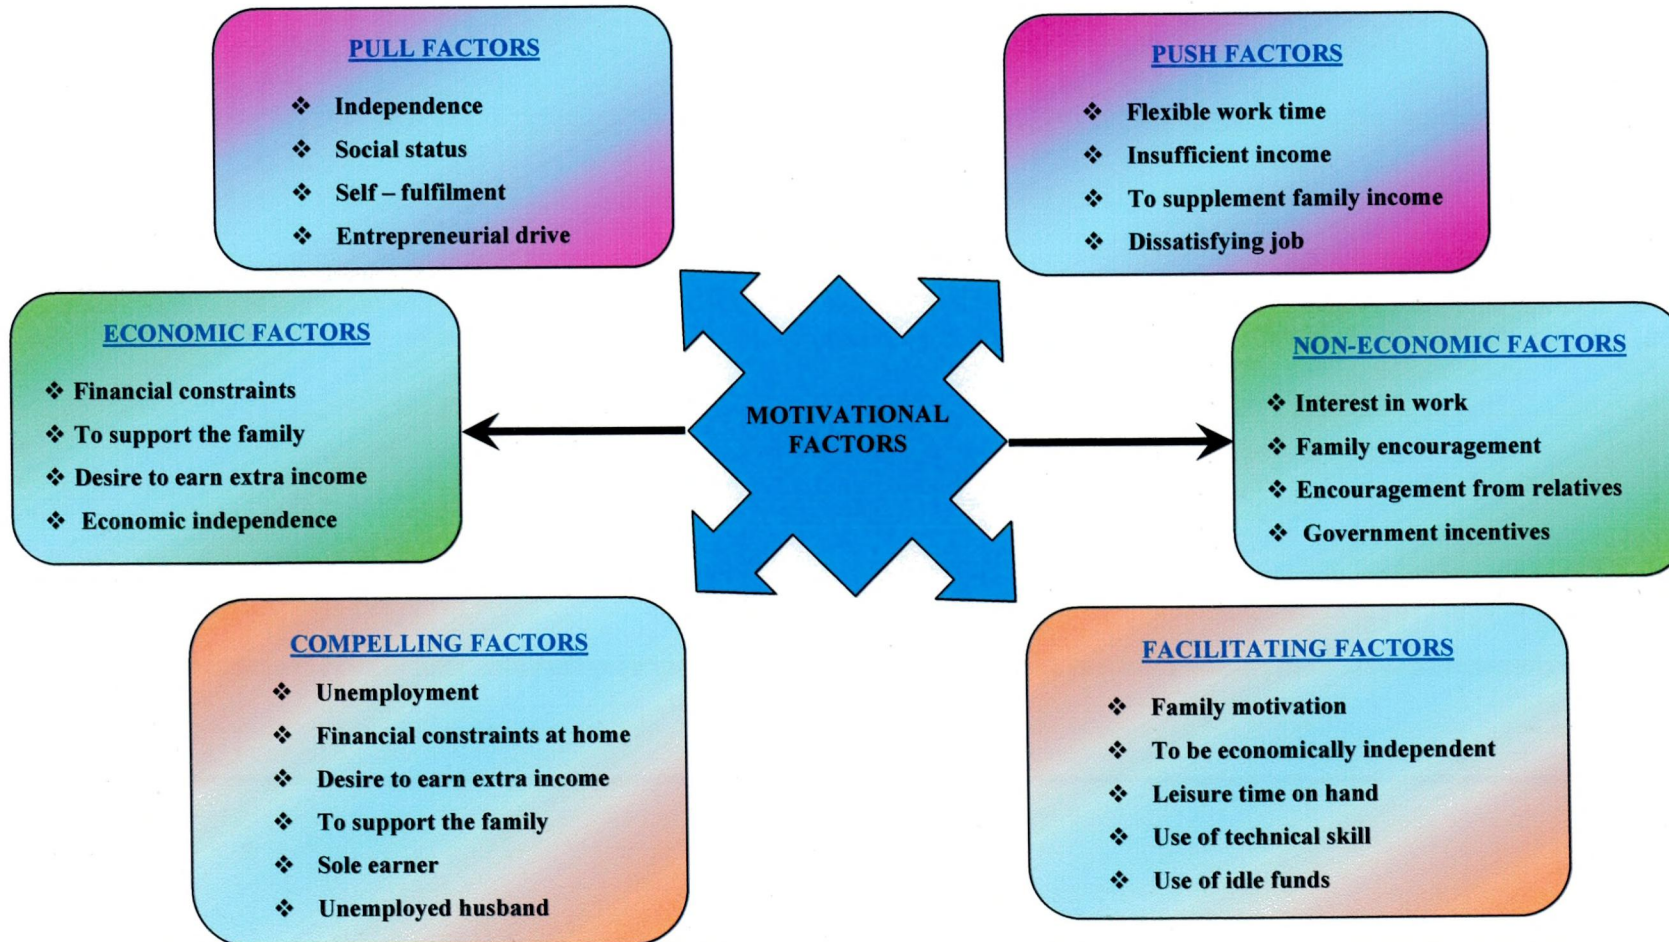 PULL FACTORS
❖ Independence
❖ Social status
❖ Self – fulfilment
❖ Entrepreneurial drive
PUSH FACTORS
❖ Flexible work time
❖ Insufficient income
❖ To supplement family income
❖ Dissatisfying job
ECONOMIC FACTORS
❖ Financial constraints
❖ To support the family
❖ Desire to earn extra income
❖ Economic independence
MOTIVATIONAL
FACTORS
NON-ECONOMIC FACTORS
❖ Interest in work
❖ Family encouragement
❖ Encouragement from relatives
❖ Government incentives
COMPELLING FACTORS
❖ Unemployment
❖ Financial constraints at home
❖ Desire to earn extra income
❖ To support the family
❖ Sole earner
❖ Unemployed husband
FACILITATING FACTORS
❖ Family motivation
❖ To be economically independent
❖ Leisure time on hand
❖ Use of technical skill
❖ Use of idle funds